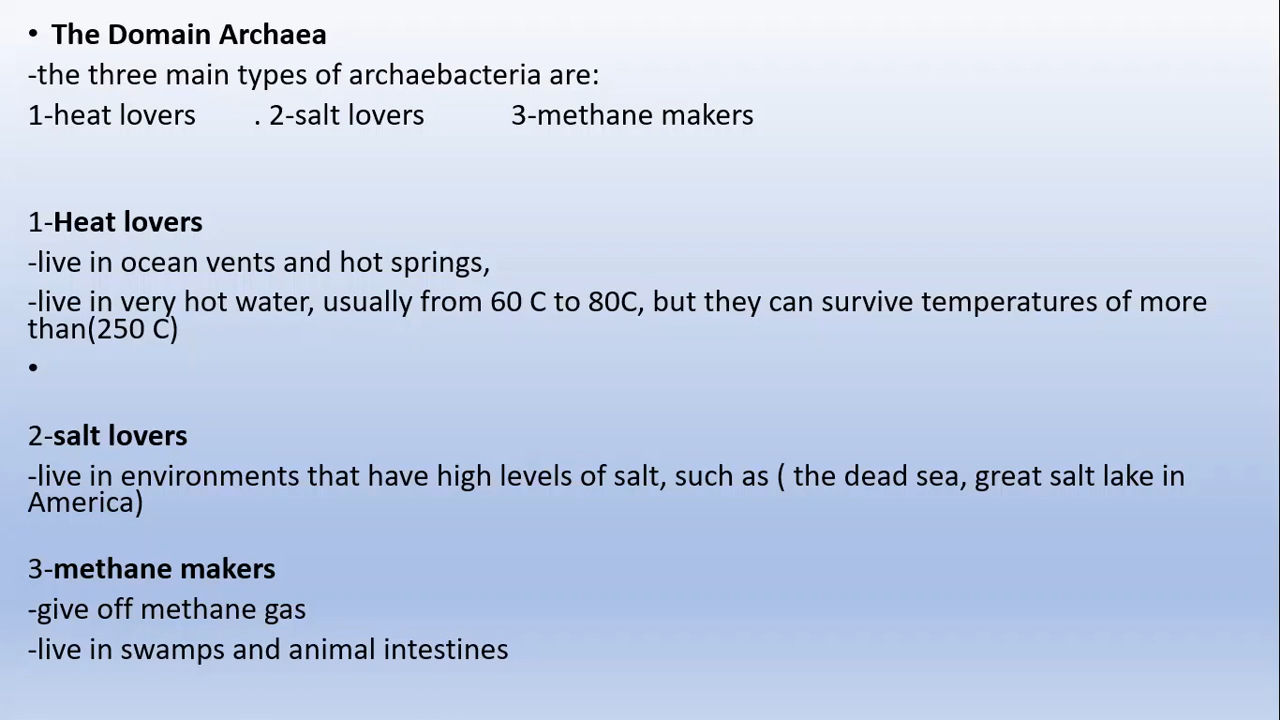 • The Domain Archaea
-the three main types of archaebacteria are:
1-heat lovers . 2-salt lovers 3-methane makers
1-Heat lovers
-live in ocean vents and hot springs,
-live in very hot water, usually from 60 C to 80C, but they can survive temperatures of more
than(250 C)
•
2-salt lovers
-live in environments that have high levels of salt, such as ( the dead sea, great salt lake in
America)
3-methane makers
-give off methane gas
-live in swamps and animal intestines